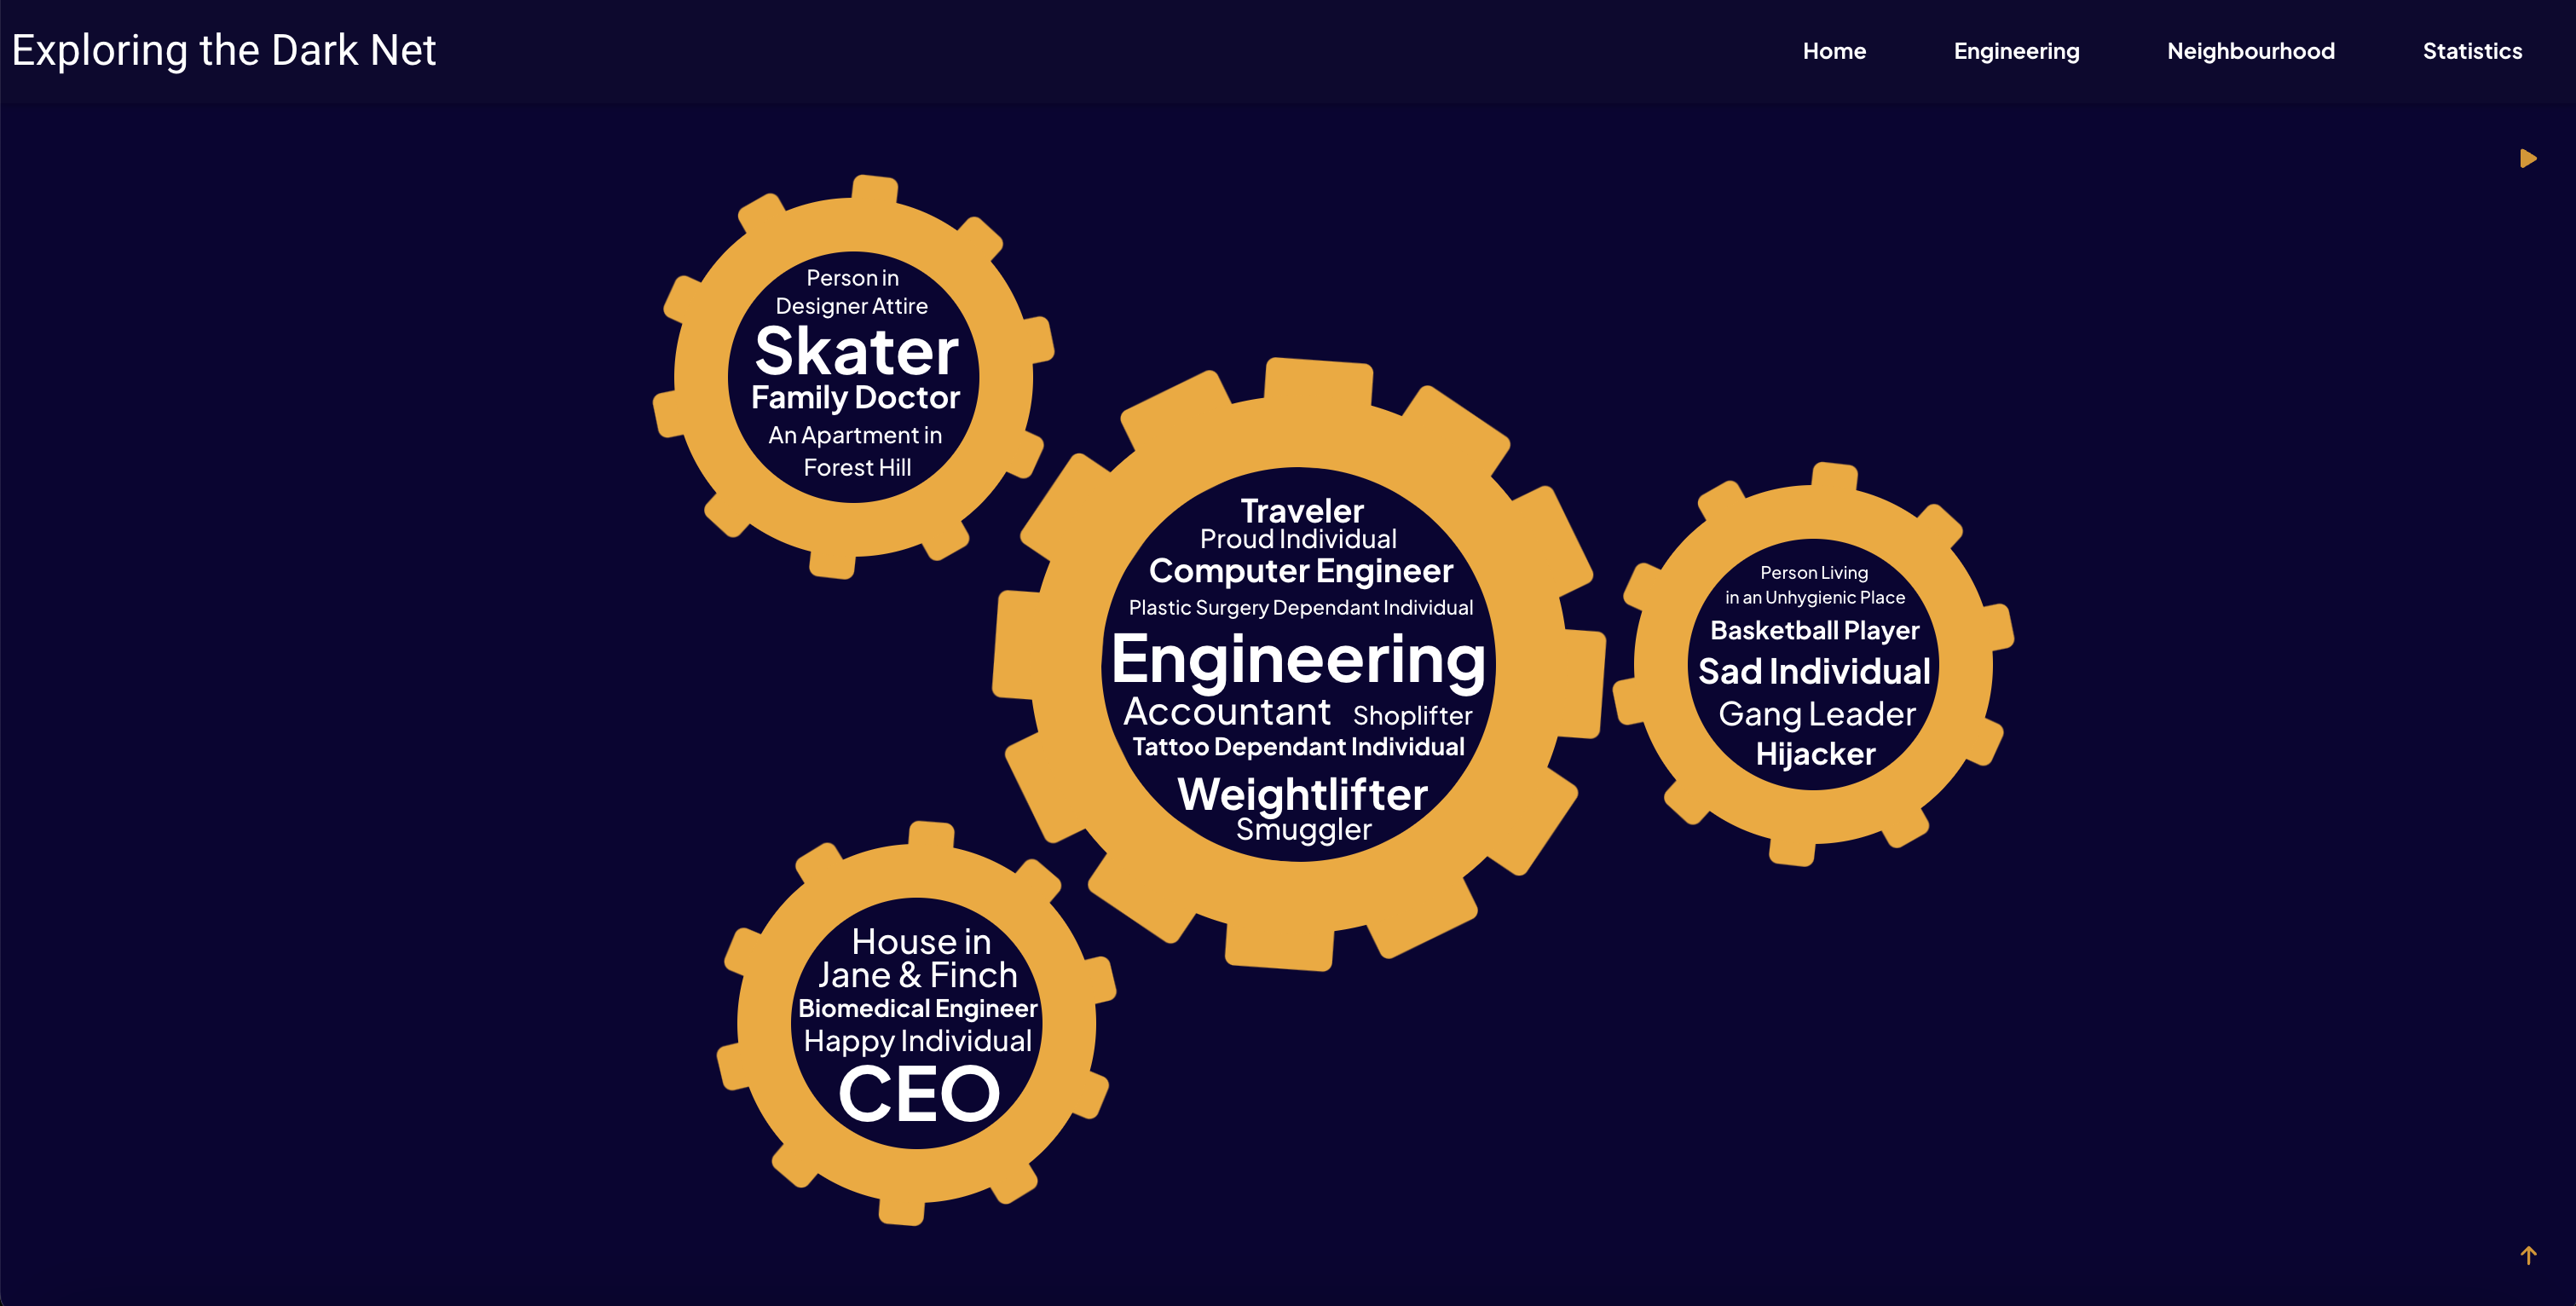 Exploring the Dark Net
Home Engineering Neighbourhood Statistics
Person in
Designer Attire
Skater
Family Doctor
An Apartment in
Forest Hill
Traveler
Proud Individual
Computer Engineer
Plastic Surgery Dependant Individual
Engineering
Accountant Shoplifter
Tattoo Dependant Individual
Weightlifter
Smuggler
Person Living
in an Unhygienic Place
Basketball Player
Sad Individual
Gang Leader
Hijacker
House in
Jane & Finch
Biomedical Engineer
Happy Individual
CEO